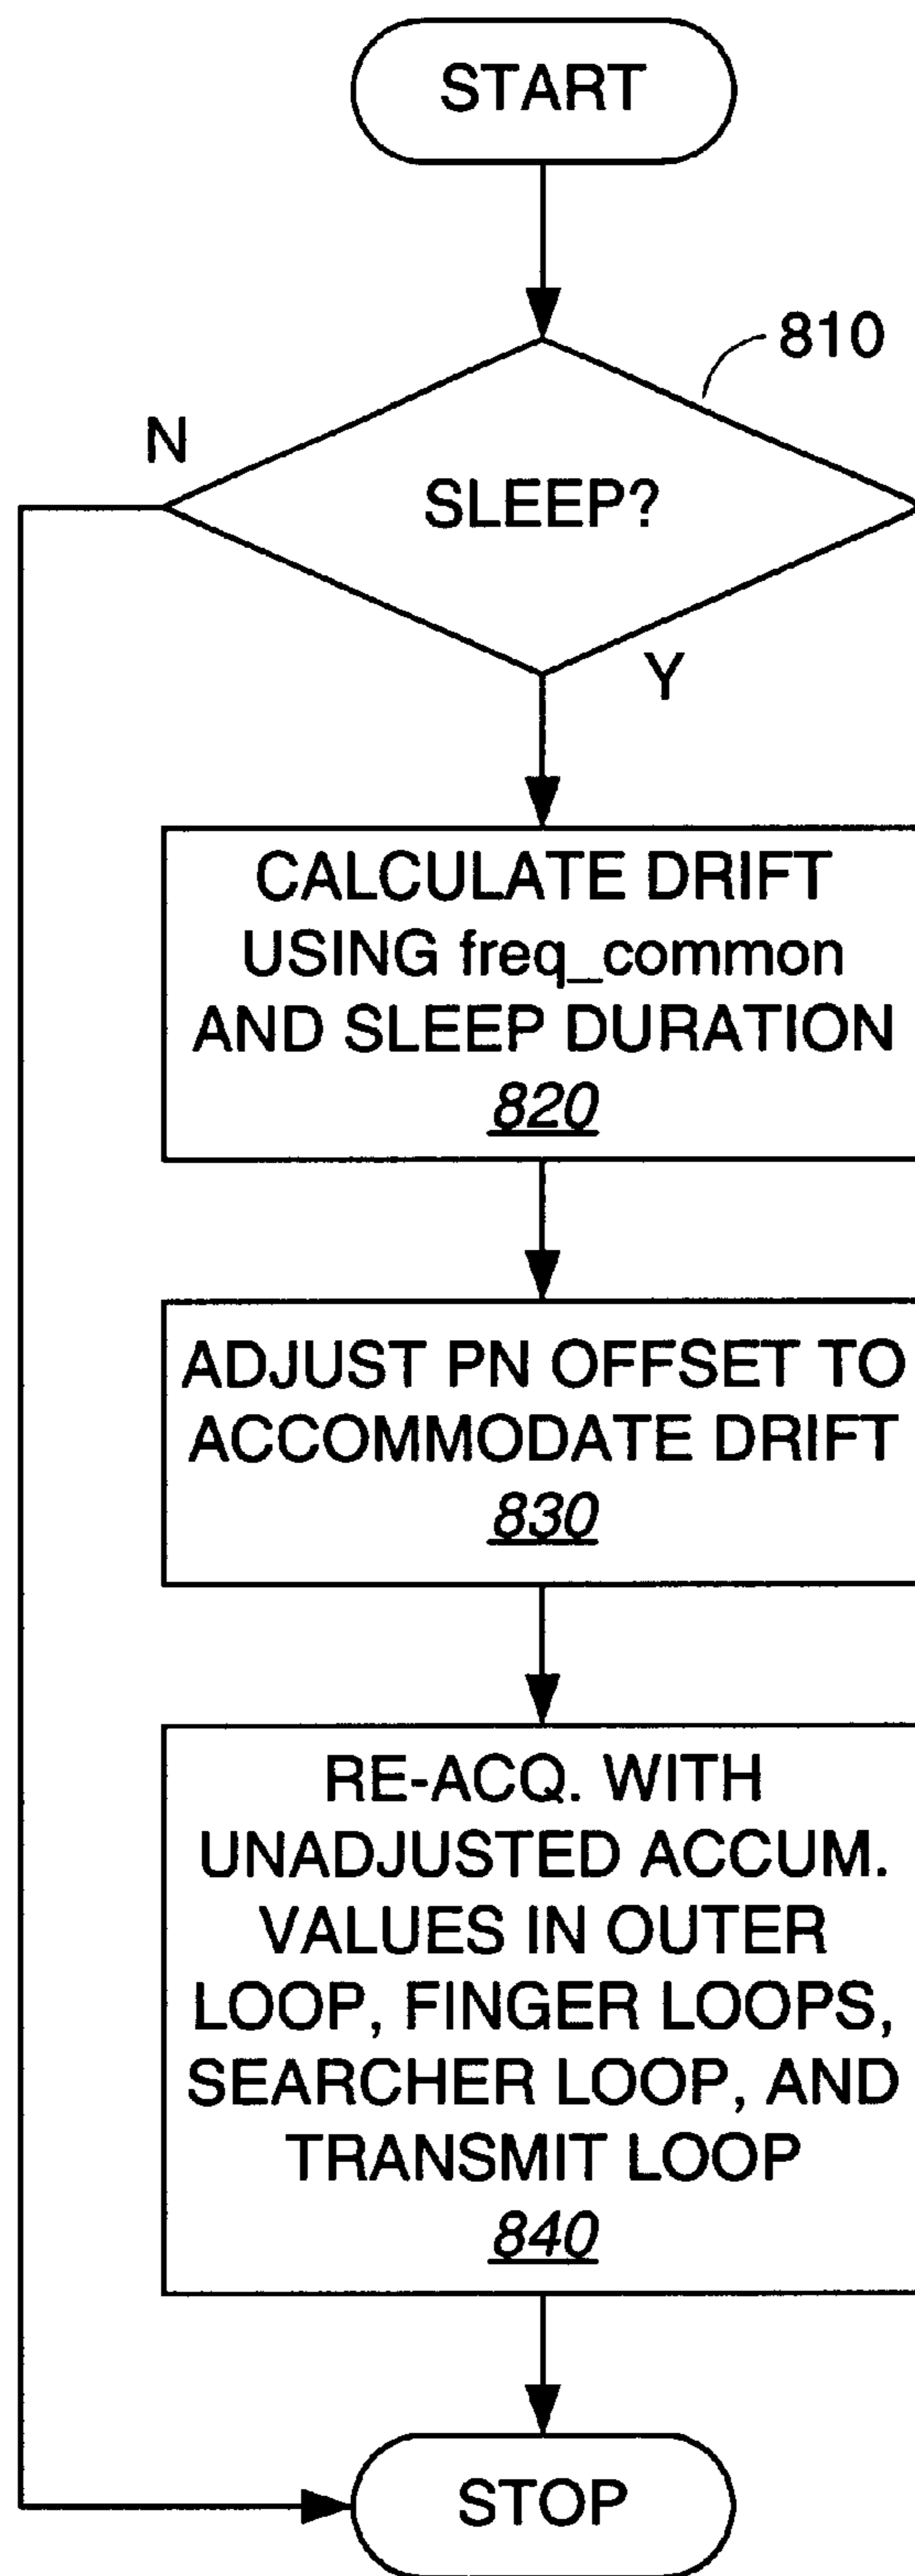 START
810
N
SLEEP?
Y
CALCULATE DRIFT
USING freq_common
AND SLEEP DURATION
820
ADJUST PN OFFSET TO
ACCOMMODATE DRIFT
830
RE-ACQ. WITH
UNADJUSTED ACCUM.
VALUES IN OUTER
LOOP, FINGER LOOPS,
SEARCHER LOOP, AND
TRANSMIT LOOP
840
STOP